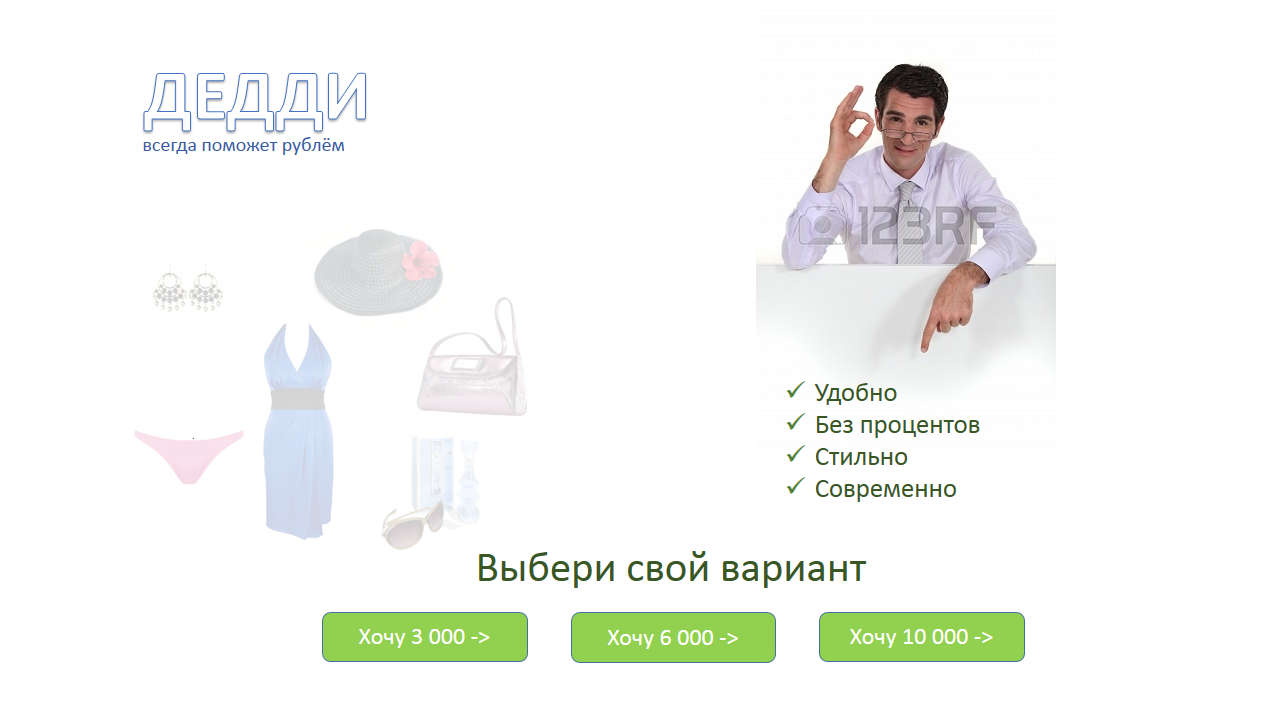 ДЕДДИ
всегда поможет рублём
123RF®
Удобно
Без процентов
Стильно
Современно
Выбери свой вариант
Хочу 3 000 ->
Хочу 6 000 ->
Хочу 10 000 ->